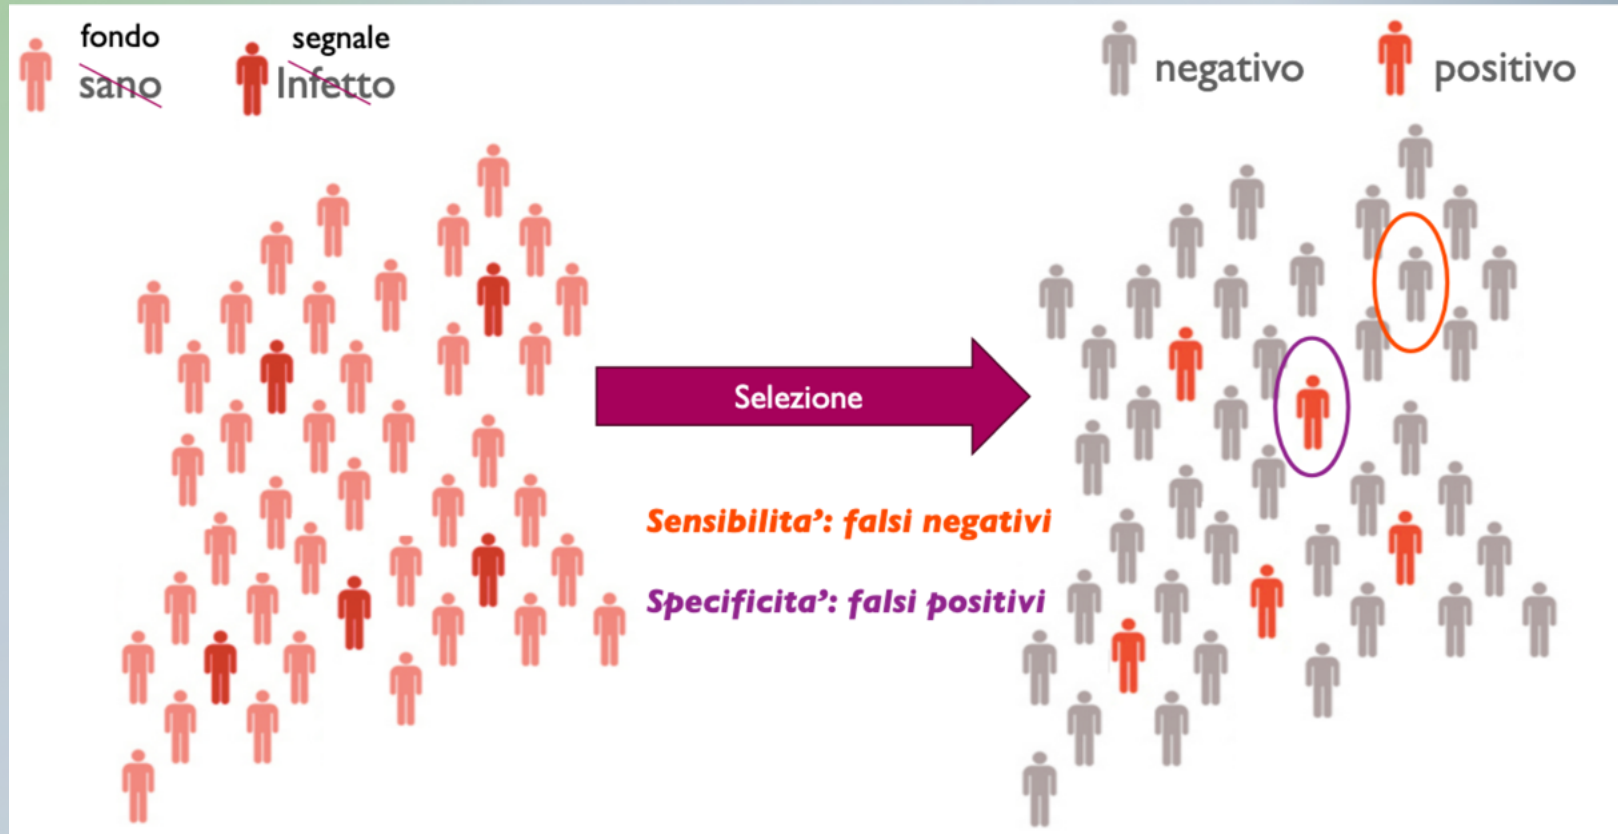 fondo
sano
segnale
Infetto
negativo
positivo
Selezione
Sensibilita’: falsi negativi
Specificita’: falsi positivi